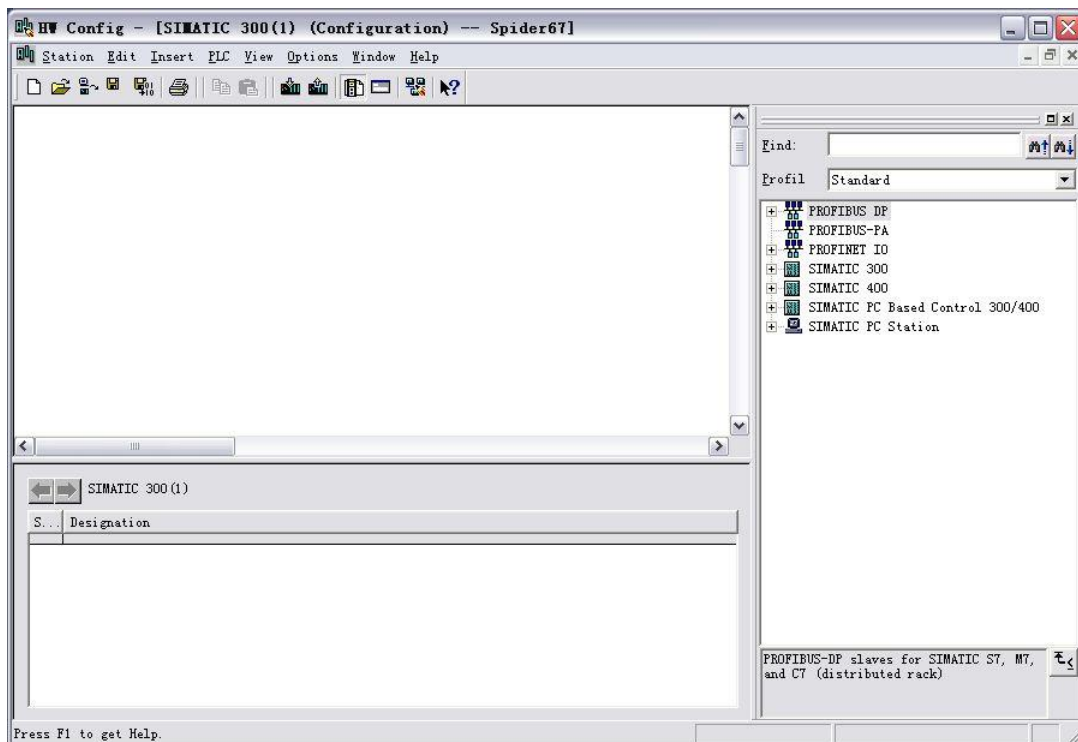 HW Config - [SIMATIC 300(1) (Configuration) -- Spider67]
Station Edit Insert PLC View Options Window Help
Find:
Profil Standard
PROFIBUS DP
PROFIBUS-PA
PROFINET IO
SIMATIC 300
SIMATIC 400
SIMATIC PC Based Control 300/400
SIMATIC PC Station
SIMATIC 300(1)
S... Designation
PROFIBUS-DP slaves for SIMATIC S7, M7,
and C7 (distributed rack)
Press F1 to get Help.